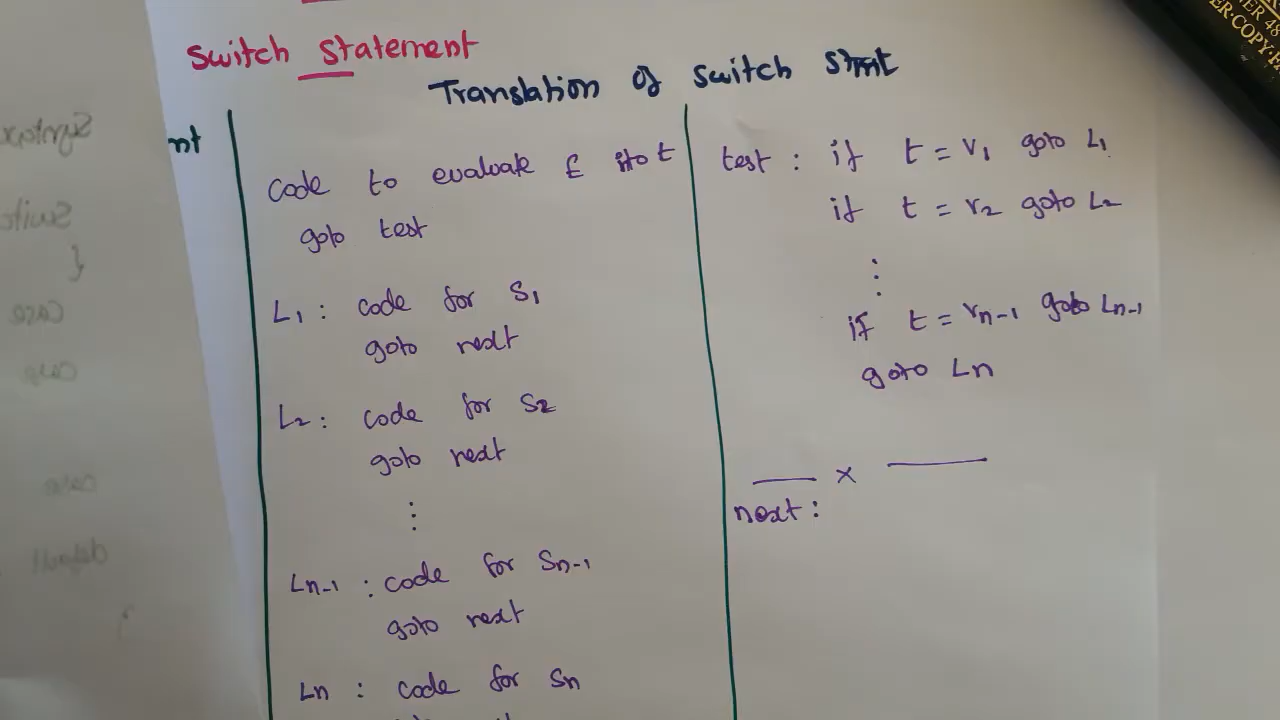 Switch Statement
Translation of switch stmt
nt
code to evaluate E ito t
goto test
L1 : code for S1
goto next
L2 : code for S2
goto next
⋮
Ln-1 : code for Sn-1
goto next
Ln : code for Sn
test : if t = V1 goto L1
if t = V2 goto L2
⋮
if t = Vn-1 goto Ln-1
goto Ln
x
next :